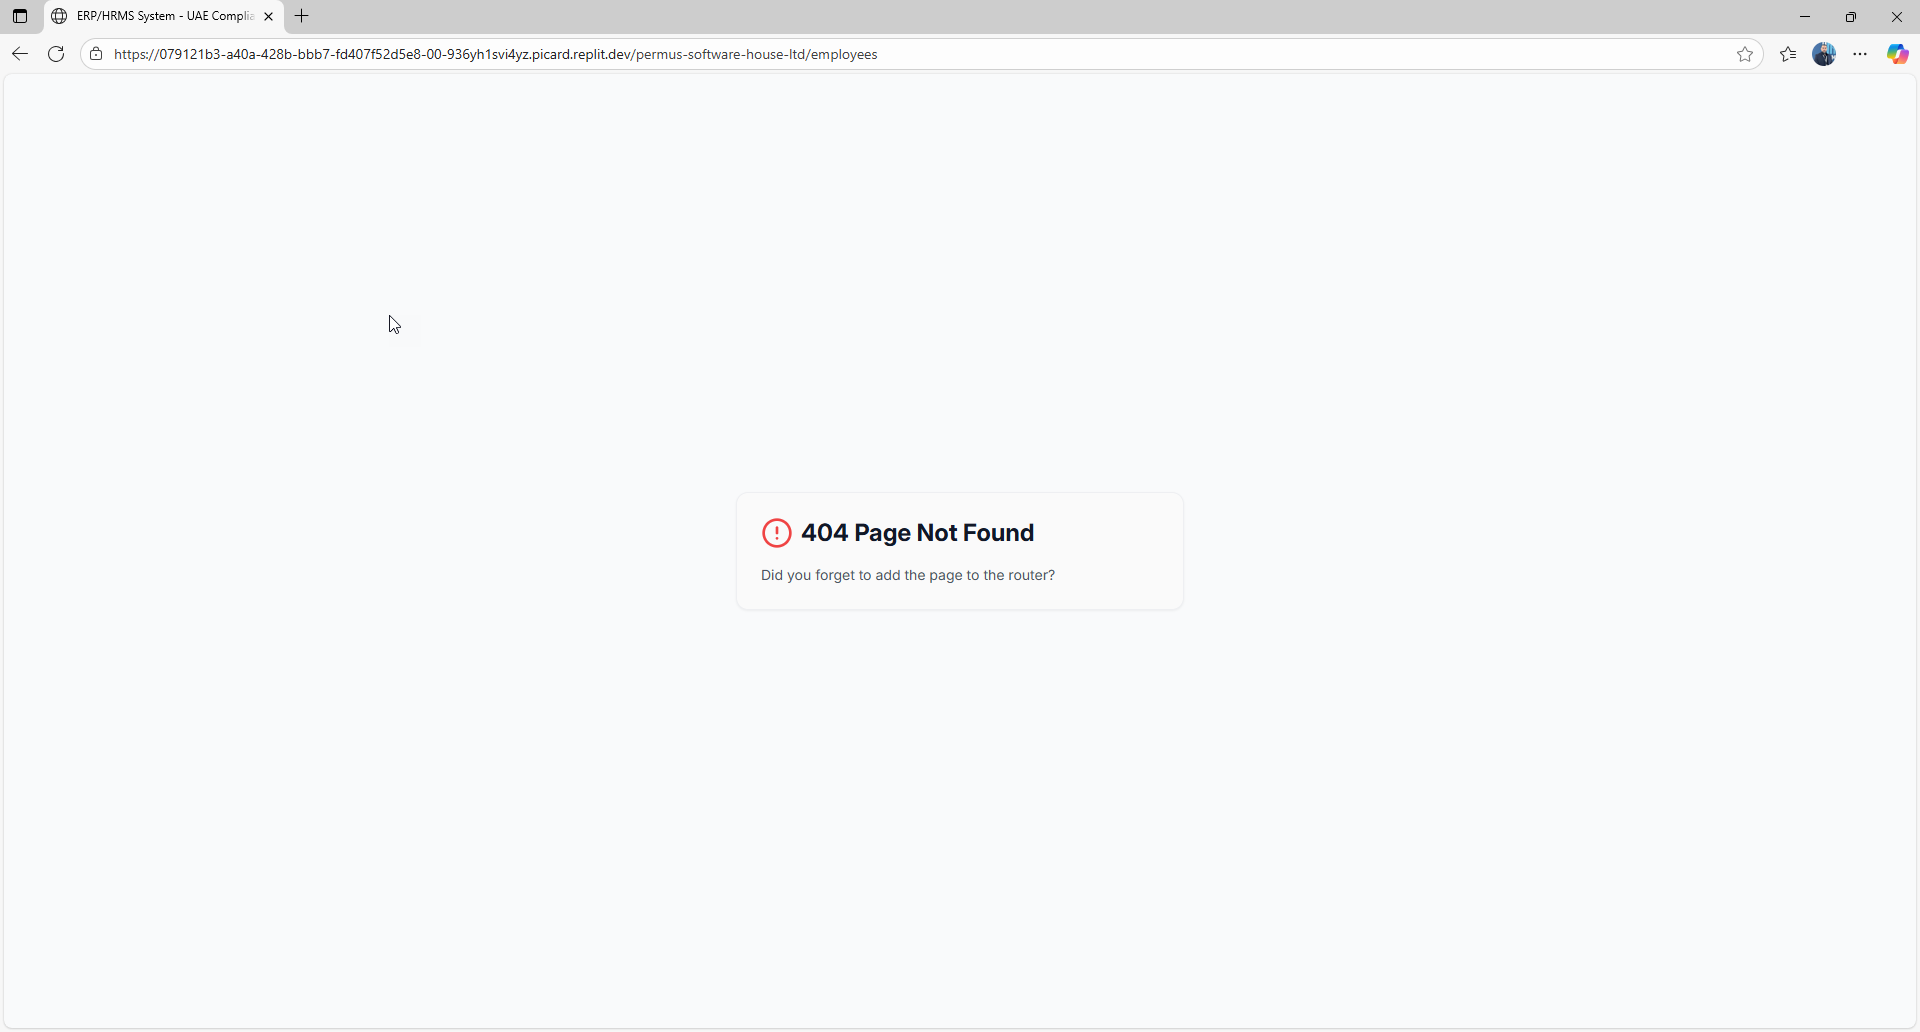 ERP/HRMS System - UAE Complia
https://079121b3-a40a-428b-bbb7-fd407f52d5e8-00-936yh1svi4yz.picard.replit.dev/permus-software-house-ltd/employees
404 Page Not Found
Did you forget to add the page to the router?